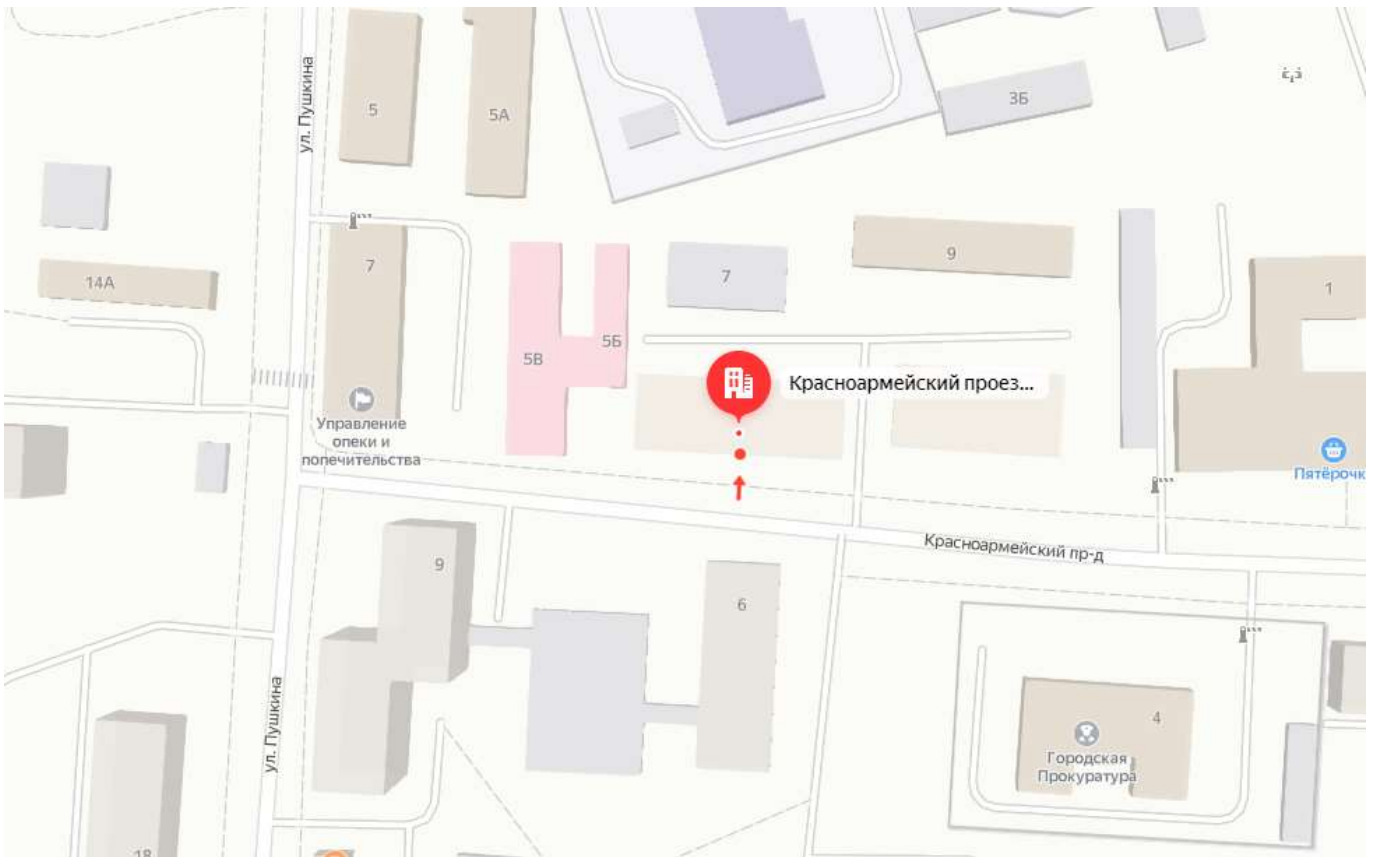 ул. Пушкина
5
5А
3Б
14А
7
7
9
1
5В
5Б
Красноармейский проез...
Управление
опеки и
попечительства
Пятёрочк
Красноармейский пр-д
9
6
ул. Пушкина
4
Городская
Прокуратура
18